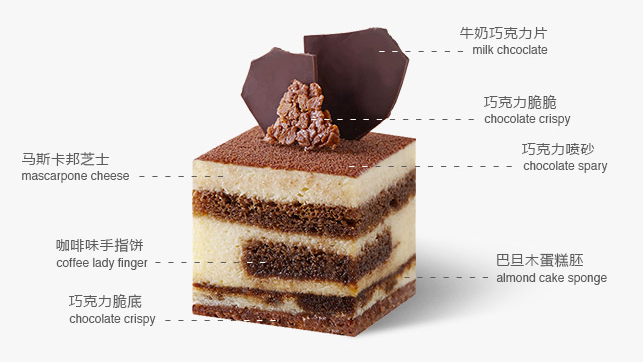 牛奶巧克力片
milk chcoclate
巧克力脆脆
chocolate crispy
巧克力喷砂
chocolate spary
马斯卡邦芝士
mascarpone cheese
咖啡味手指饼
coffee lady finger
巴旦木蛋糕胚
almond cake sponge
巧克力脆底
chocolate crispy